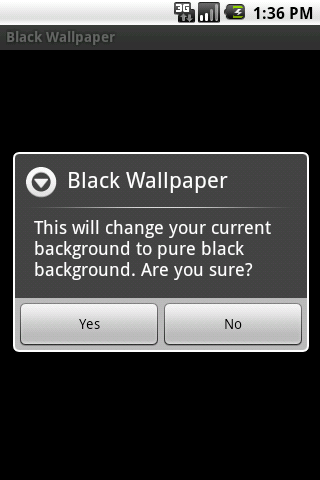 3G
1:36 PM
Black Wallpaper
Black Wallpaper
This will change your current
background to pure black
background. Are you sure?
Yes
No